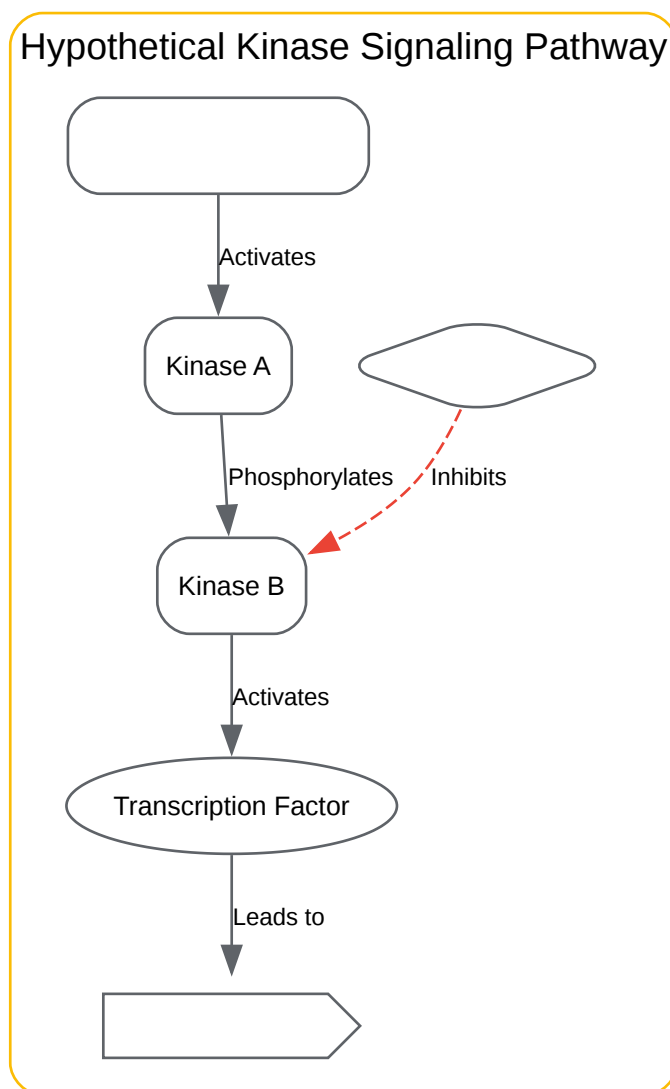 Hypothetical Kinase Signaling Pathway
Activates
Kinase A
Phosphorylates
Inhibits
Kinase B
Activates
Transcription Factor
Leads to